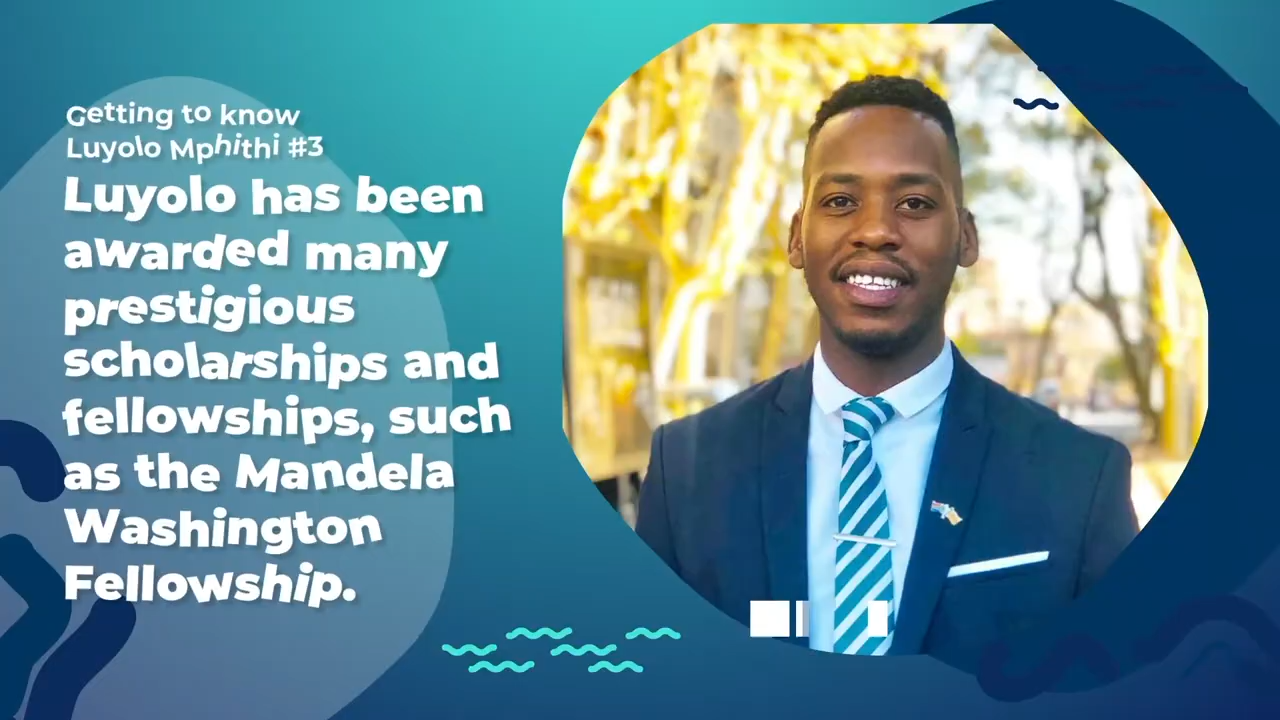 Getting to know
Luyolo Mphithi #3
Luyolo has been
awarded many
prestigious
scholarships and
fellowships, such
as the Mandela
Washington
Fellowship.